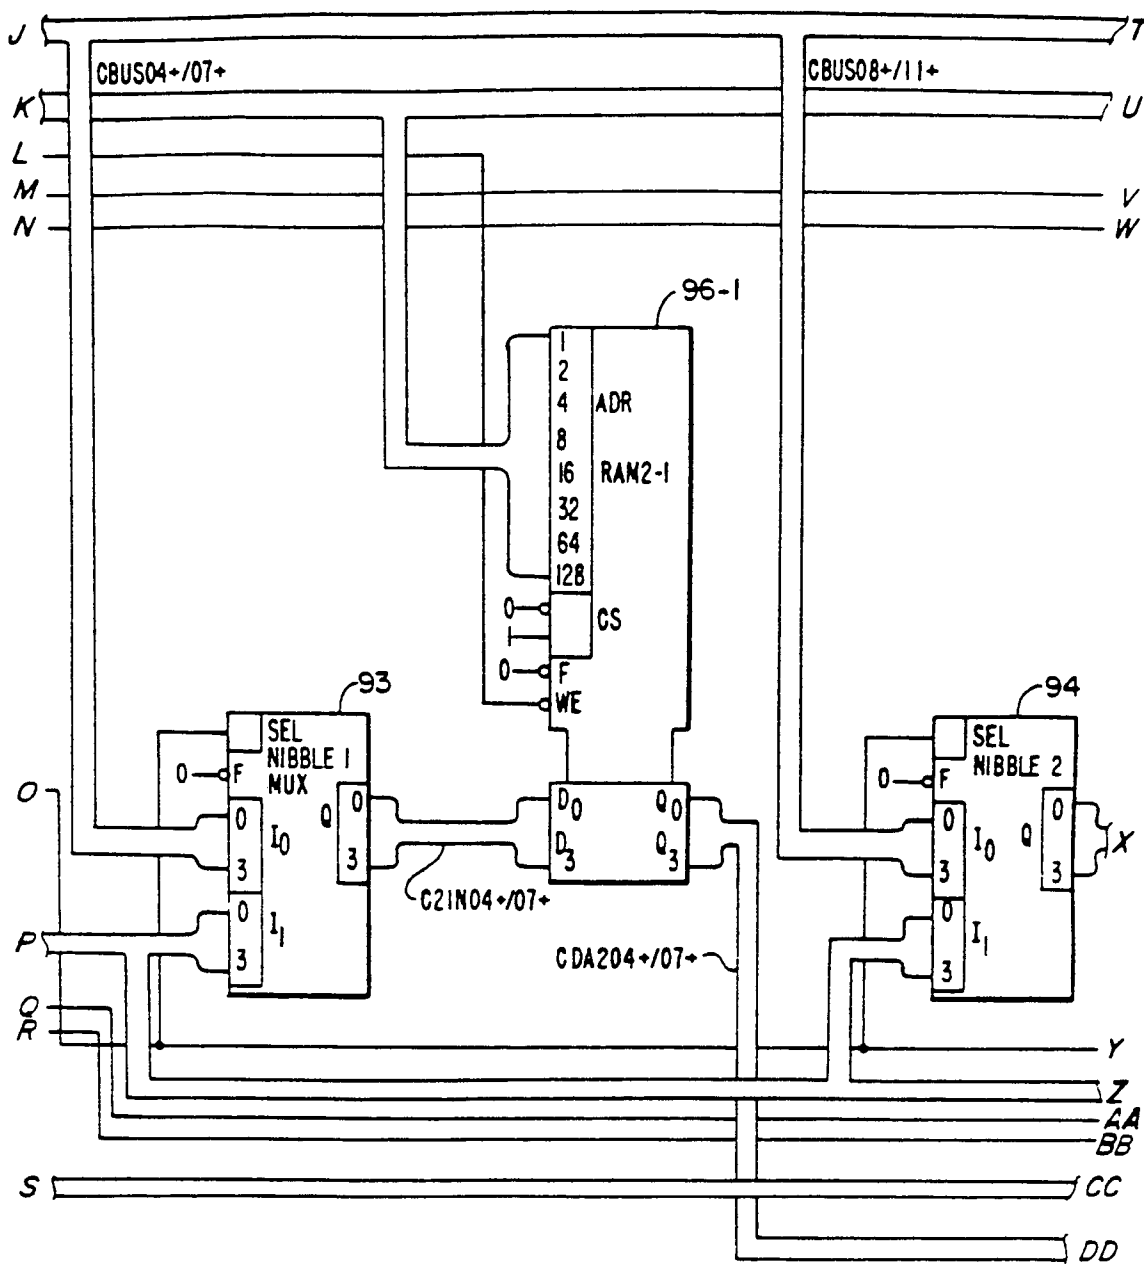 J
T
CBUS04+/07+
CBUS08+/11+
K
U
L
M
V
N
W
96-1
1
2
4 ADR
8
16 RAM2-1
32
64
128
0
CS
1
0 F
WE
93
SEL
NIBBLE 1
MUX
0 F
94
SEL
NIBBLE 2
0 F
O
0
I0
3
Q
0
3
D0
Q0
D3
Q3
0
I0
3
Q
0
3
X
C2IN04+/07+
P
0
I1
3
CDA204+/07+
0
I1
3
Q
R
Y
Z
AA
BB
S
CC
DD